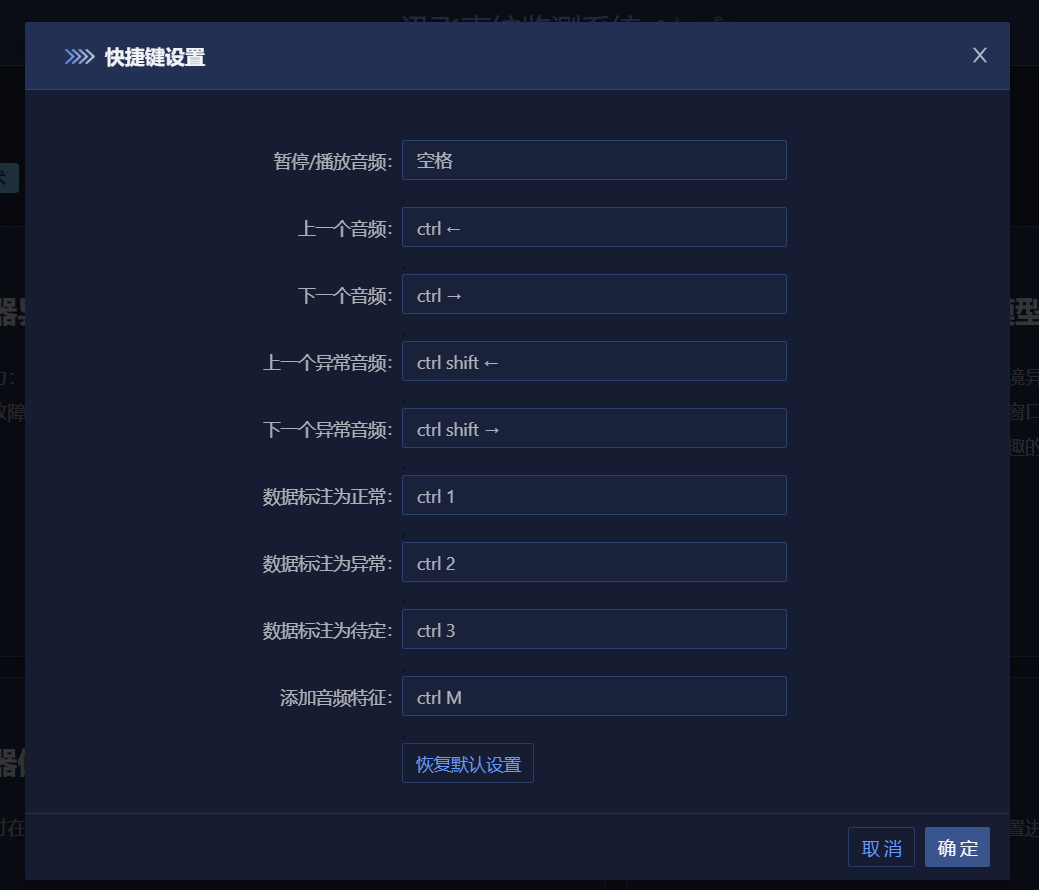 快捷键设置
暂停/播放音频: 空格
上一个音频: ctrl ←
下一个音频: ctrl →
上一个异常音频: ctrl shift ←
下一个异常音频: ctrl shift →
数据标注为正常: ctrl 1
数据标注为异常: ctrl 2
数据标注为待定: ctrl 3
添加音频特征: ctrl M
恢复默认设置
取 消
确 定